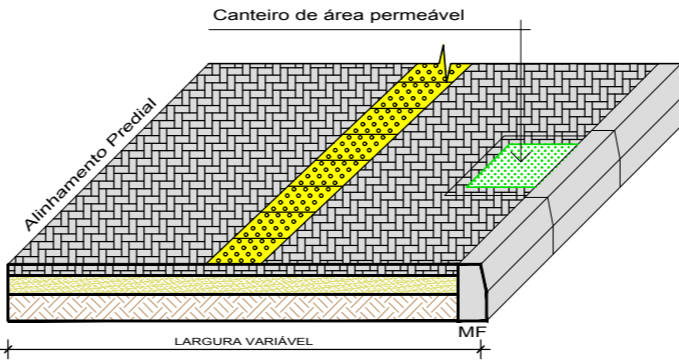 Canteiro de área permeável
Alinhamento Predial
MF
LARGURA VARIÁVEL